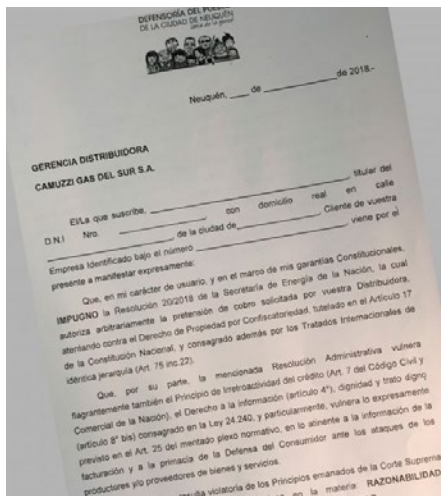 DEFENSORÍA DEL PUEBLO
DE LA CIUDAD DE NEUQUÉN
Neuquén, ____ de ______________ de 2018.-
GERENCIA DISTRIBUIDORA
CAMUZZI GAS DEL SUR S.A.
El/La que suscribe, ______________________, titular del
D.N.I Nro. ______________, con domicilio real en calle
______________, de la ciudad de______________, Cliente de vuestra
Empresa Identificado bajo el número ______________, viene por el
presente a manifestar expresamente:
Que, en mi carácter de usuario, y en el marco de mis garantías Constitucionales,
IMPUGNO la Resolución 20/2018 de la Secretaría de Energía de la Nación, la cual
autoriza arbitrariamente la pretensión de cobro solicitada por vuestra Distribuidora,
atentando contra el Derecho de Propiedad por Confiscatoriedad, tutelado en el Artículo 17
de la Constitución Nacional, y consagrado además por los Tratados Internacionales de
idéntica jerarquía (Art. 75 inc.22).
Que, por su parte, la mencionada Resolución Administrativa vulnera
flagrantemente también el Principio de Irretroactividad del crédito (Art. 7 del Código Civil y
Comercial de la Nación), el Derecho a la información (artículo 4°), dignidad y trato digno
(artículo 8° bis) consagrado en la Ley 24.240, y particularmente, vulnera lo expresamente
previsto en el Art. 25 del mentado plexo normativo, en lo atinente a la información de la
facturación y a la primacía de la Defensa del Consumidor ante los ataques de los
productores y/o proveedores de bienes y servicios.
violatoria de los Principios emanados de la Corte Suprema
en la materia: RAZONABILIDAD